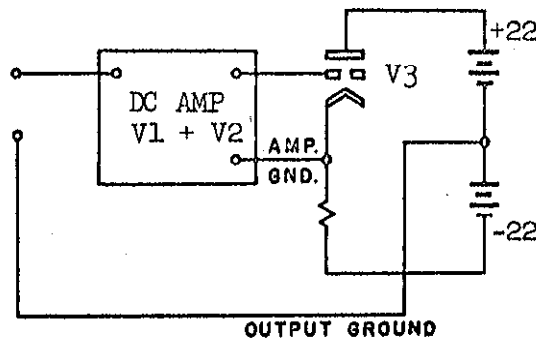 +22
V3
DC AMP
V1 + V2
AMP.
GND.
-22
OUTPUT GROUND